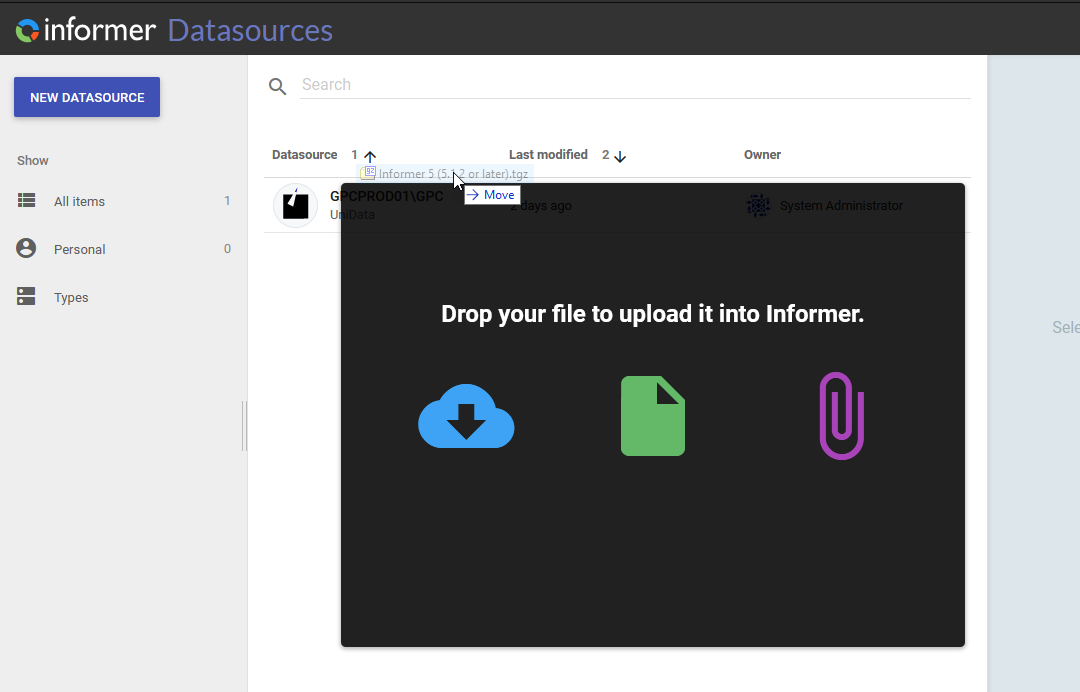 informer Datasources
NEW DATASOURCE
Search
Show
All items 1
Personal 0
Types
Datasource 1 Last modified 2 Owner
Informer 5 (5.1.2 or later).tgz
Move
GPCPROD01\GPC
UniData
2 days ago
System Administrator
Drop your file to upload it into Informer.
Sele